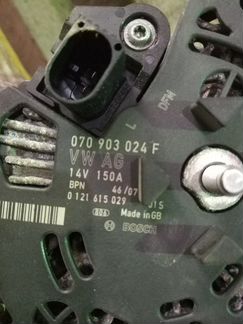 DFM
L
070 903 024 F
VW AG
14V 150A
BPN 46/07
0 121 615 029 JTS
Made in GB
BOSCH